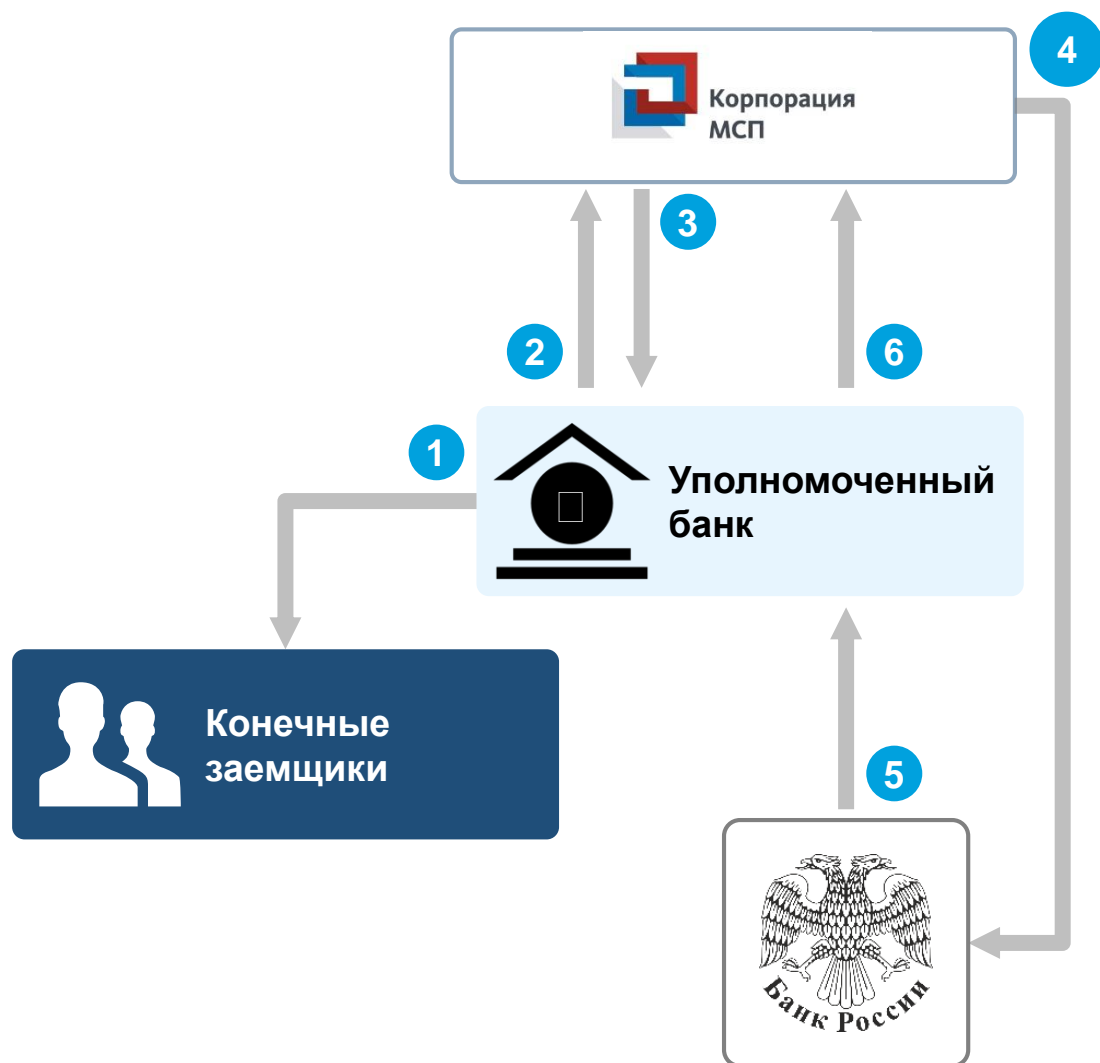 4
Корпорация
МСП
3
2
6
1
Уполномоченный
банк
Конечные
заемщики
5
Банк России